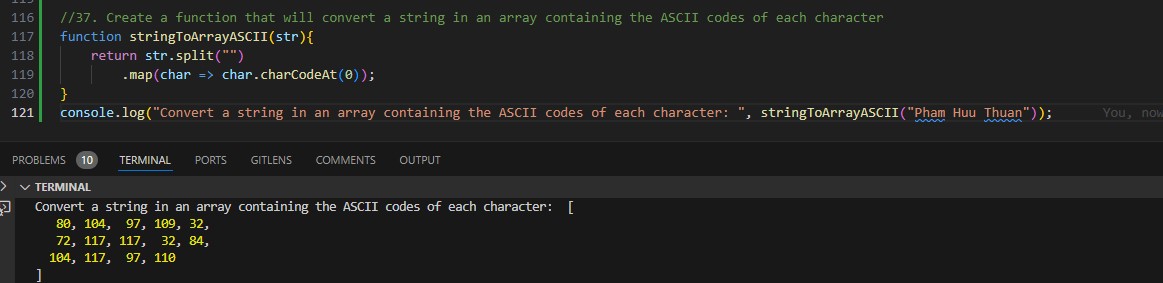 116 //37. Create a function that will convert a string in an array containing the ASCII codes of each character
117 function stringToArrayASCII(str){
118     return str.split("")
119         .map(char => char.charCodeAt(0));
120 }
121 console.log("Convert a string in an array containing the ASCII codes of each character: ", stringToArrayASCII("Pham Huu Thuan")); You, now
PROBLEMS 10 TERMINAL PORTS GITLENS COMMENTS OUTPUT
TERMINAL
Convert a string in an array containing the ASCII codes of each character:  [
   80, 104,  97, 109, 32,
   72, 117, 117,  32, 84,
  104, 117,  97, 110
]